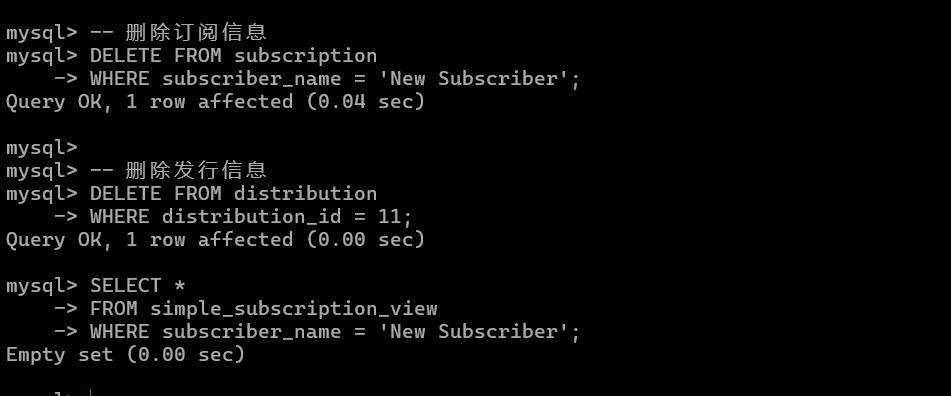 mysql> -- 删除订阅信息
mysql> DELETE FROM subscription
    -> WHERE subscriber_name = 'New Subscriber';
Query OK, 1 row affected (0.04 sec)
mysql>
mysql> -- 删除发行信息
mysql> DELETE FROM distribution
    -> WHERE distribution_id = 11;
Query OK, 1 row affected (0.00 sec)
mysql> SELECT *
    -> FROM simple_subscription_view
    -> WHERE subscriber_name = 'New Subscriber';
Empty set (0.00 sec)